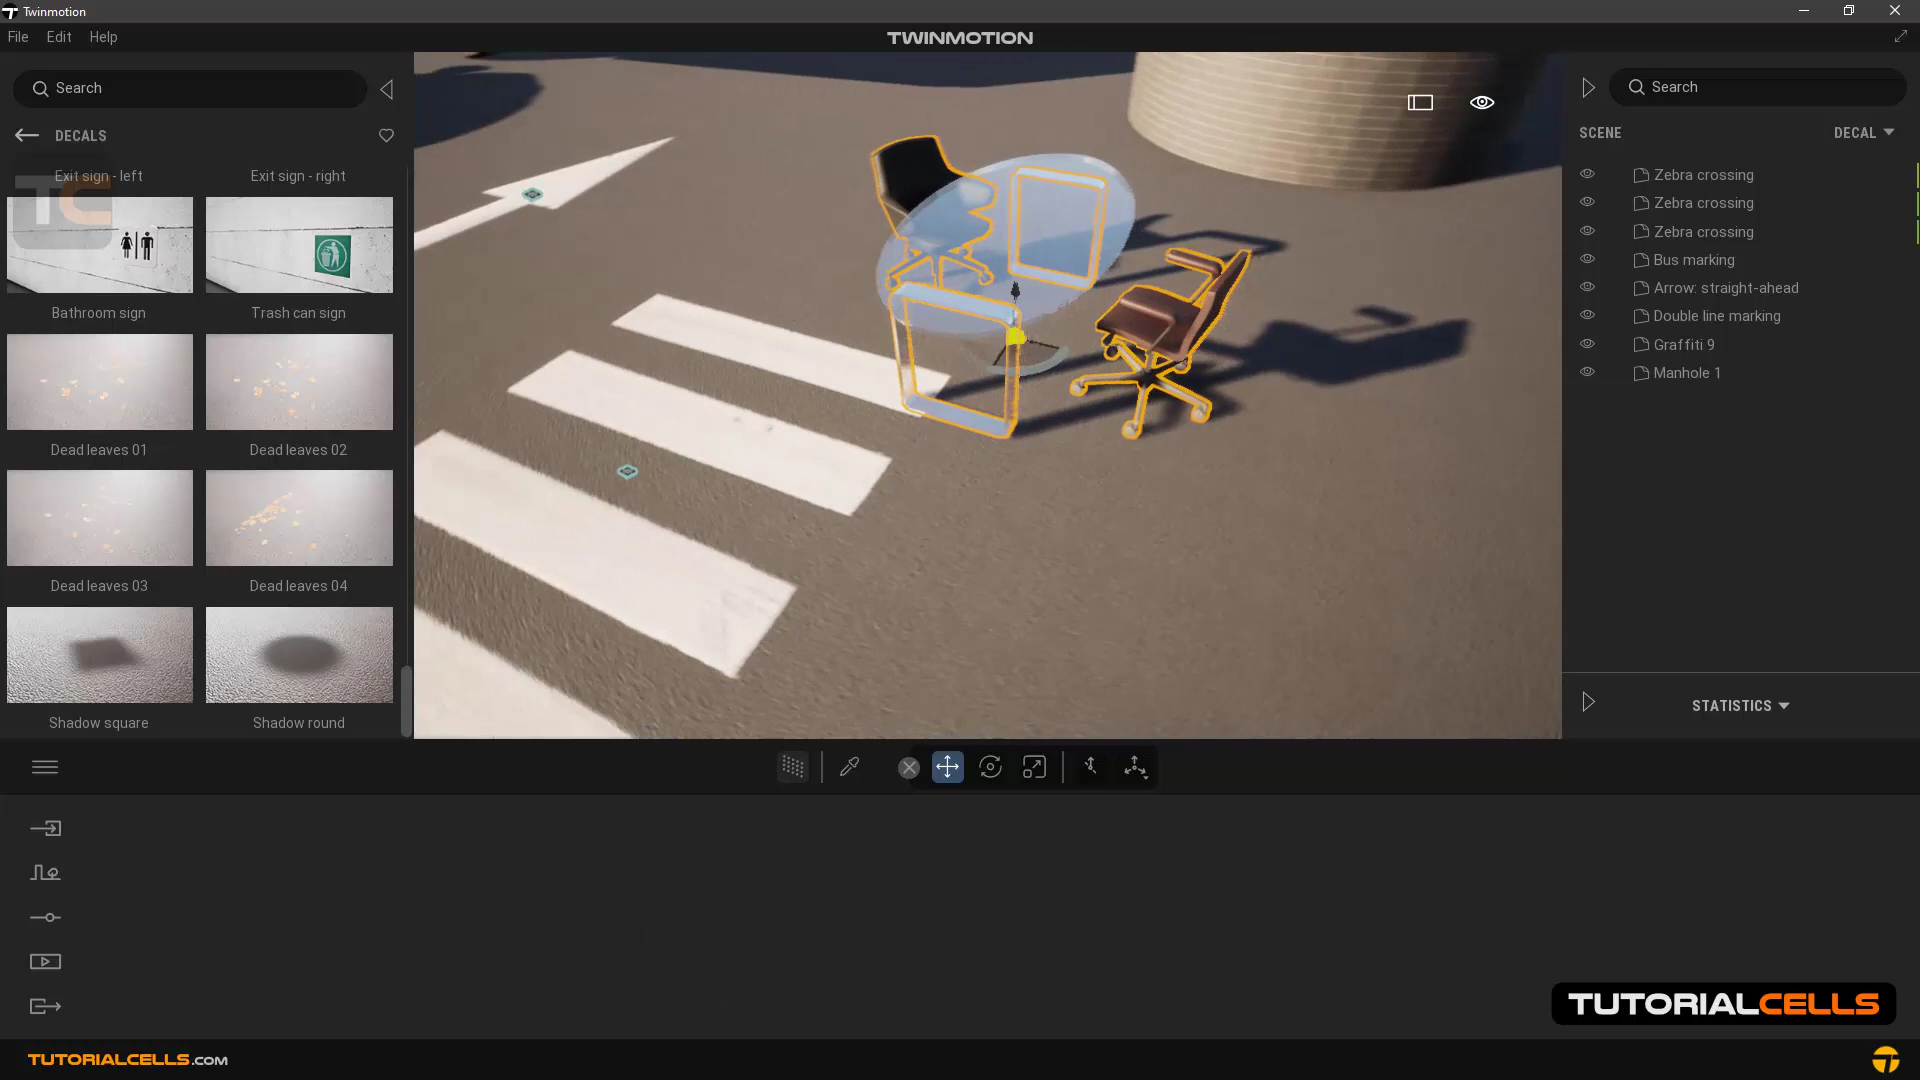 Twinmotion
File Edit Help
TWINMOTION
Search
DECALS
Exit sign - left
Exit sign - right
TC
Bathroom sign
Trash can sign
Dead leaves 01
Dead leaves 02
Dead leaves 03
Dead leaves 04
Shadow square
Shadow round
Search
SCENE
DECAL
Zebra crossing
Zebra crossing
Zebra crossing
Bus marking
Arrow: straight-ahead
Double line marking
Graffiti 9
Manhole 1
STATISTICS
TUTORIALCELLS
TUTORIALCELLS.COM